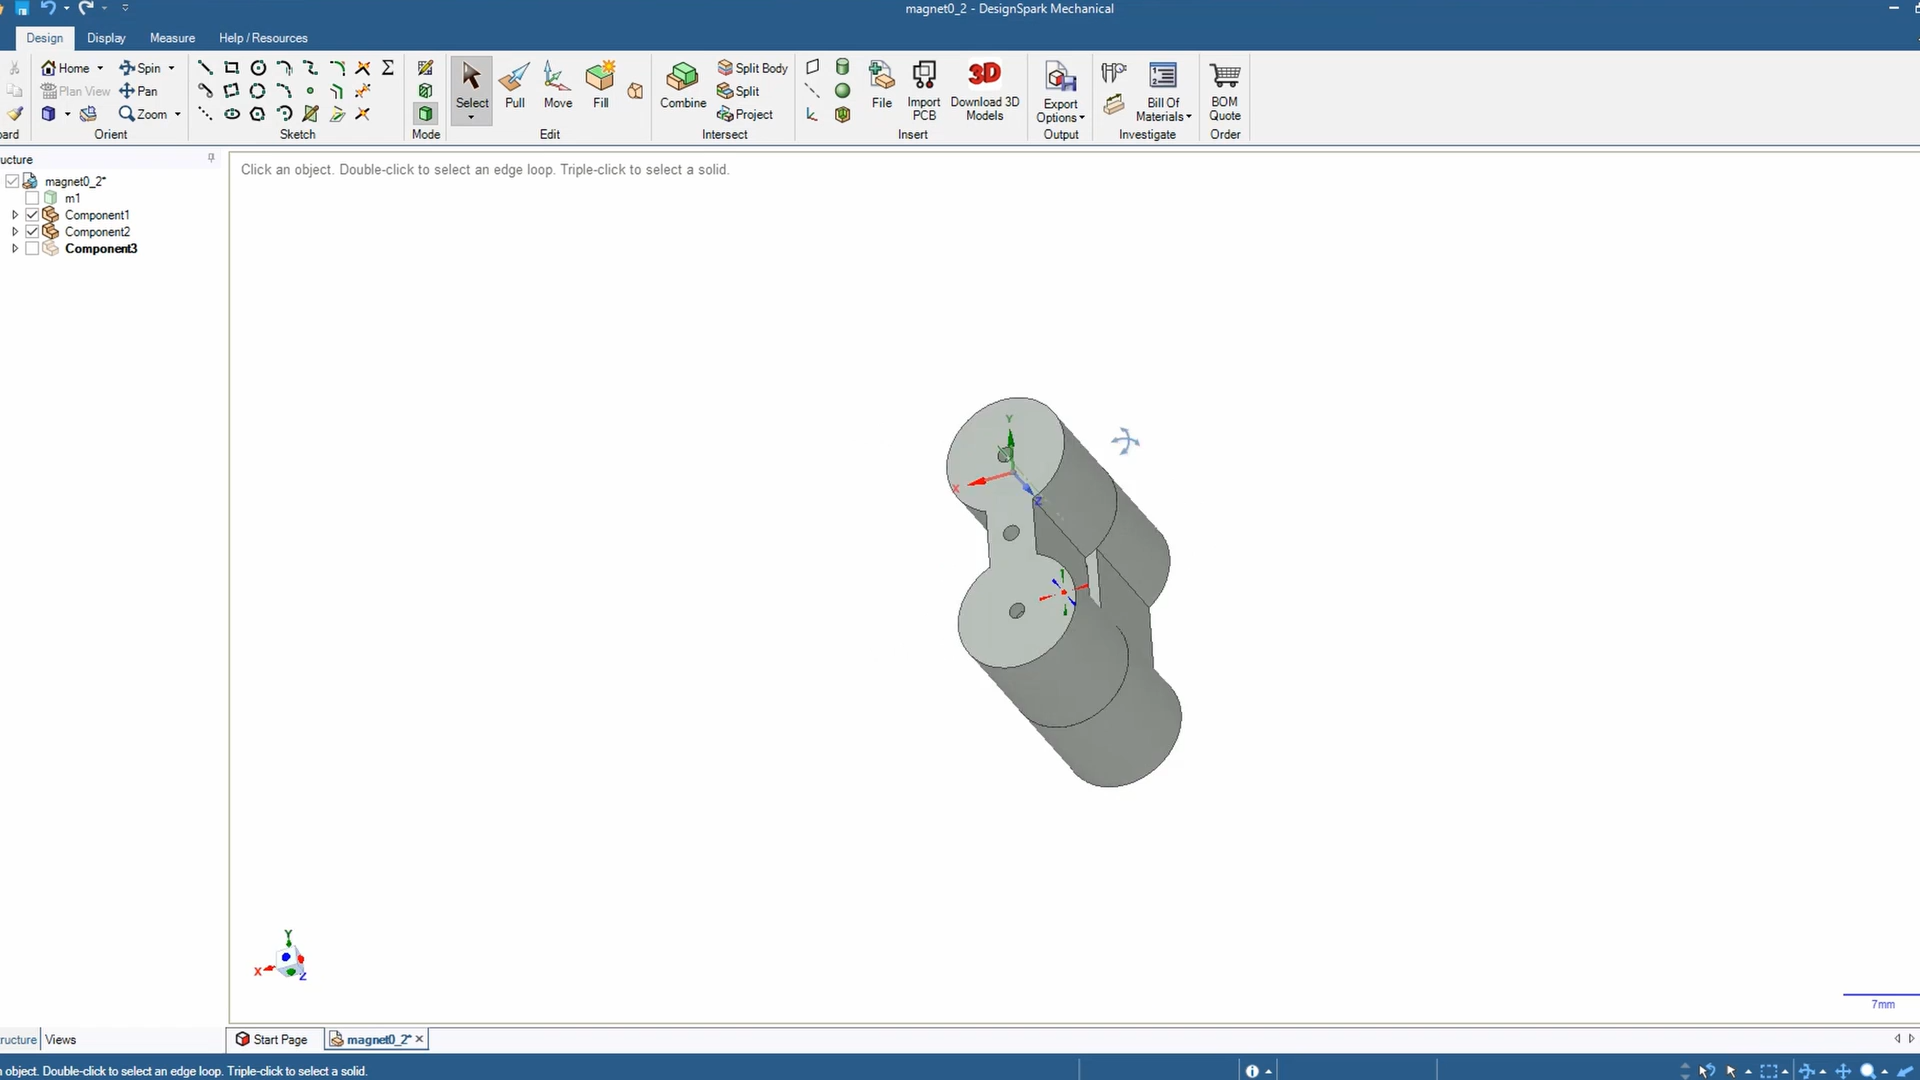 magnet0_2 - DesignSpark Mechanical
Design Display Measure Help / Resources
Home Spin
Plan View Pan
Zoom
oard Orient
Sketch
Mode
Select Pull Move Fill
Edit
Combine Split Body
Split
Project
Intersect
File Import PCB Download 3D Models
3D
Insert
Export Options
Output
Bill Of Materials
Investigate
BOM Quote
Order
ucture
magnet0_2*
m1
Component1
Component2
Component3
Click an object. Double-click to select an edge loop. Triple-click to select a solid.
Y
X
Z
Y
X
Z
7mm
ructure Views
Start Page magnet0_2*
n object. Double-click to select an edge loop. Triple-click to select a solid.